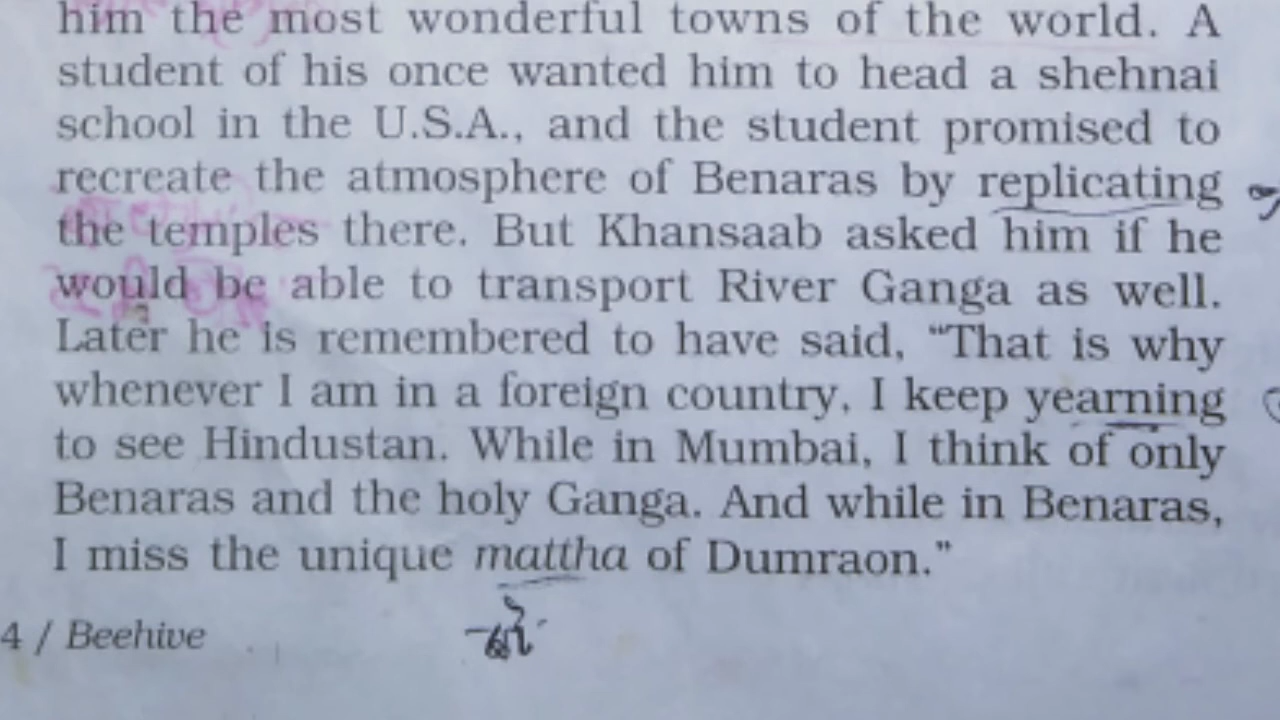 him the most wonderful towns of the world. A
student of his once wanted him to head a shehnai
school in the U.S.A., and the student promised to
recreate the atmosphere of Benaras by replicating
the temples there. But Khansaab asked him if he
would be able to transport River Ganga as well.
Later he is remembered to have said, “That is why
whenever I am in a foreign country, I keep yearning
to see Hindustan. While in Mumbai, I think of only
Benaras and the holy Ganga. And while in Benaras,
I miss the unique mattha of Dumraon.”
4 / Beehive